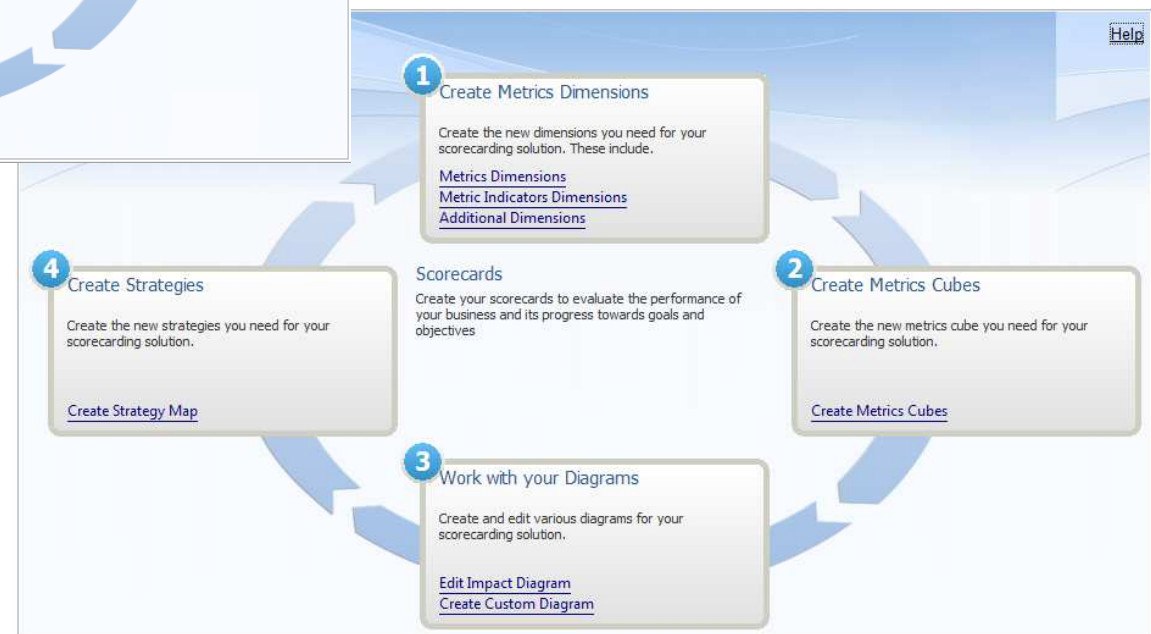 Help
1
Create Metrics Dimensions
Create the new dimensions you need for your
scorecarding solution. These include.
Metrics Dimensions
Metric Indicators Dimensions
Additional Dimensions
4
Create Strategies
Create the new strategies you need for your
scorecarding solution.
Create Strategy Map
Scorecards
Create your scorecards to evaluate the performance of
your business and its progress towards goals and
objectives
2
Create Metrics Cubes
Create the new metrics cube you need for your
scorecarding solution.
Create Metrics Cubes
3
Work with your Diagrams
Create and edit various diagrams for your
scorecarding solution.
Edit Impact Diagram
Create Custom Diagram